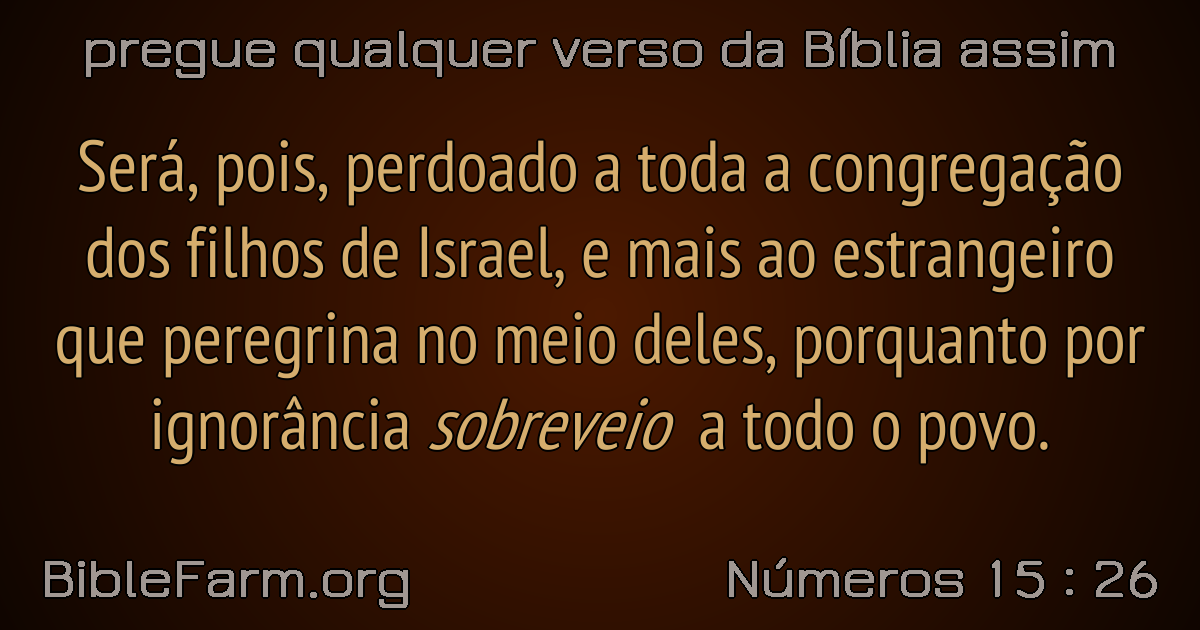 pregue qualquer verso da Bíblia assim
Será, pois, perdoado a toda a congregação
dos filhos de Israel, e mais ao estrangeiro
que peregrina no meio deles, porquanto por
ignorância sobreveio a todo o povo.
BibleFarm.org
Números 15 : 26